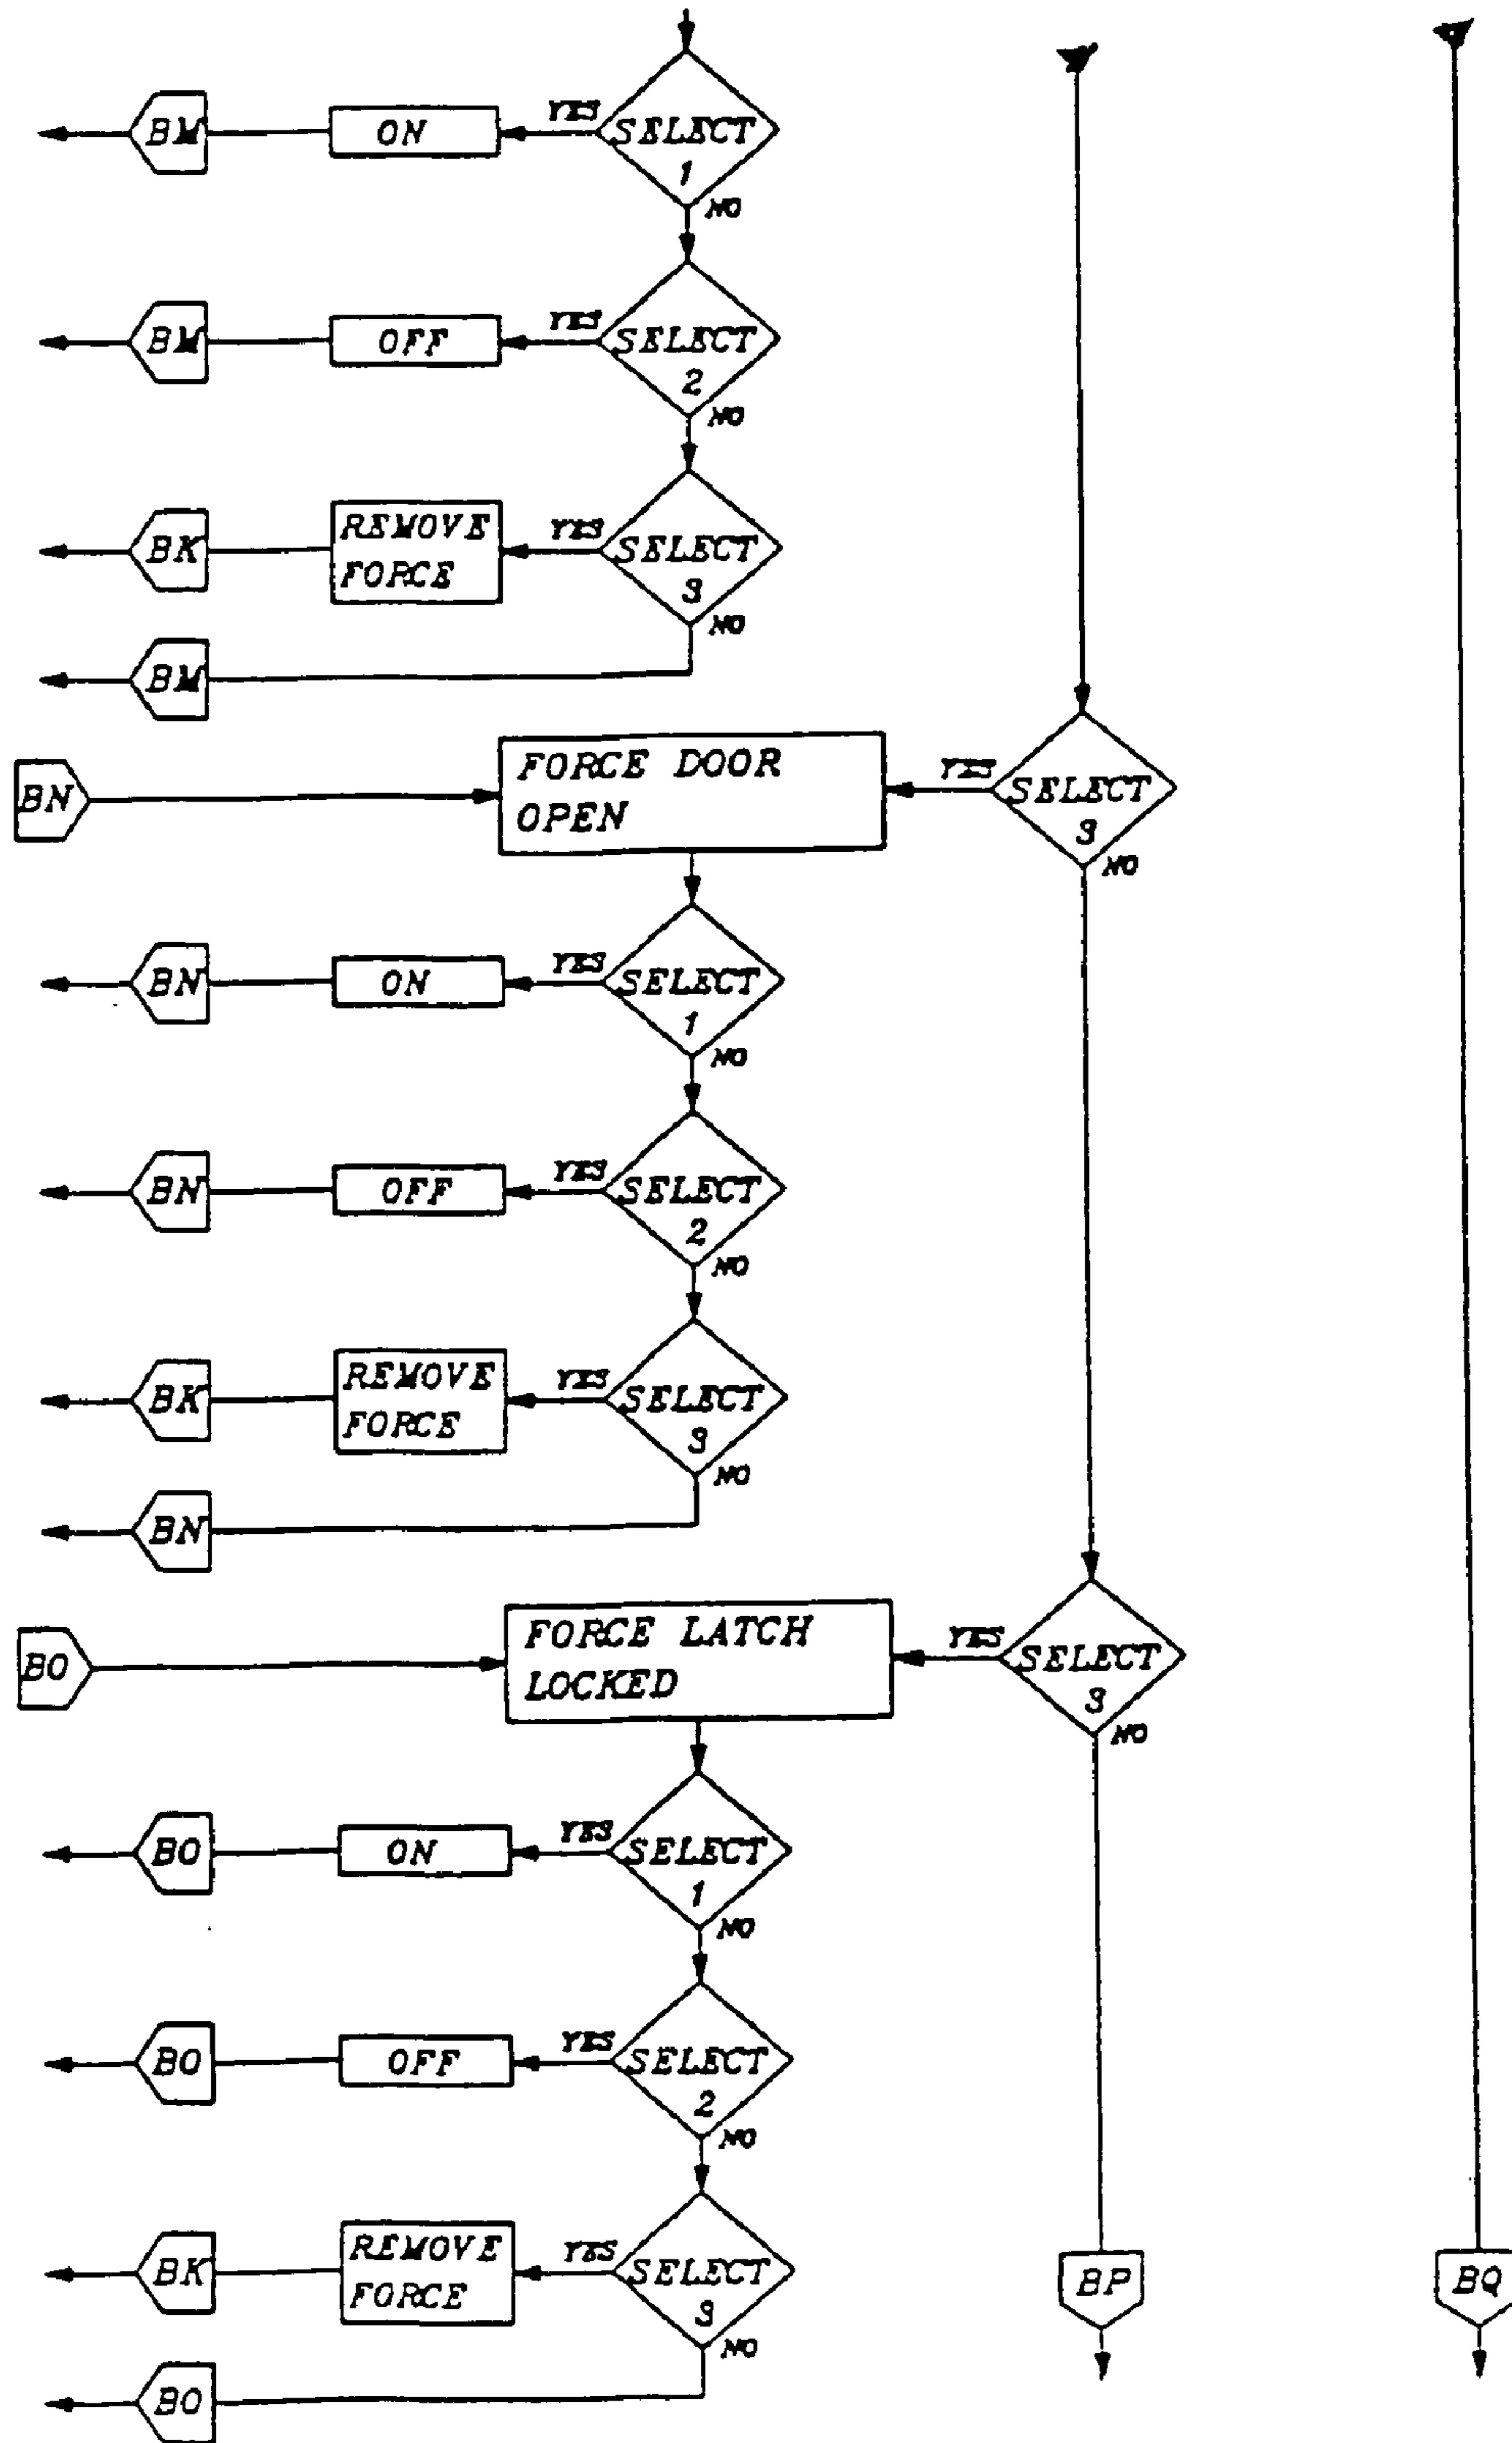 BM ON YES SELECT
1
NO
BM OFF YES SELECT
2
NO
BK REMOVE FORCE YES SELECT
3
NO
BM
BN FORCE DOOR OPEN YES SELECT
3
NO
BN ON YES SELECT
1
NO
BN OFF YES SELECT
2
NO
BK REMOVE FORCE YES SELECT
3
NO
BN
BO FORCE LATCH LOCKED YES SELECT
3
NO
BO ON YES SELECT
1
NO
BO OFF YES SELECT
2
NO
BK REMOVE FORCE YES SELECT
3
NO
BP BQ
BO